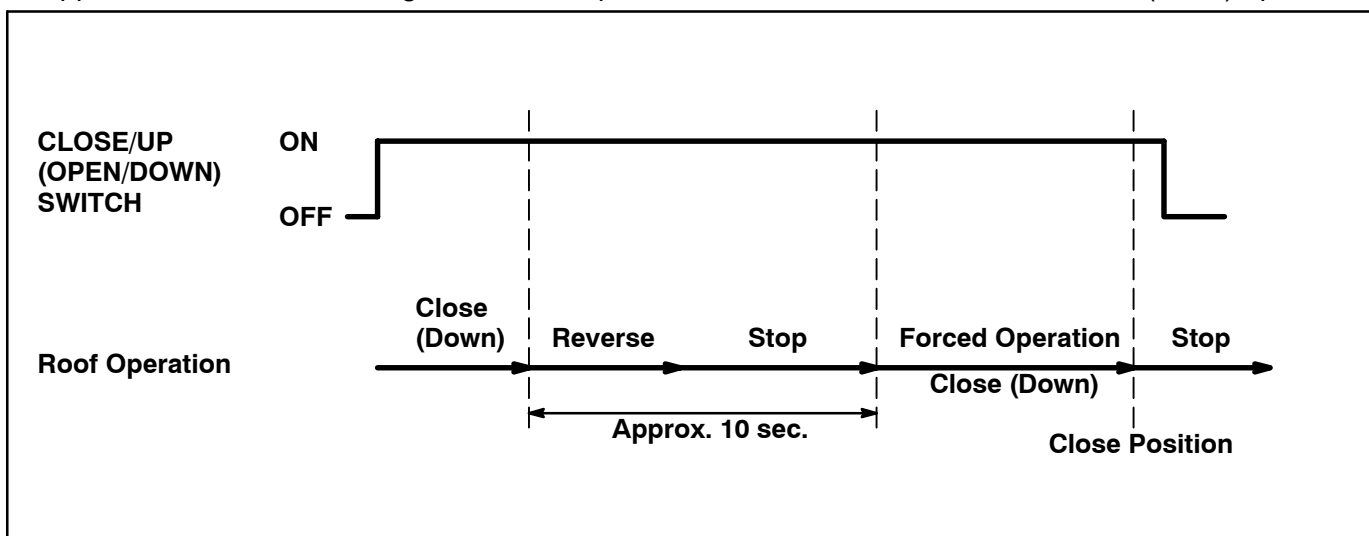 CLOSE/UP
(OPEN/DOWN)
SWITCH
ON
OFF
Roof Operation
Close
(Down)
Reverse
Stop
Forced Operation
Close (Down)
Stop
Approx. 10 sec.
Close Position